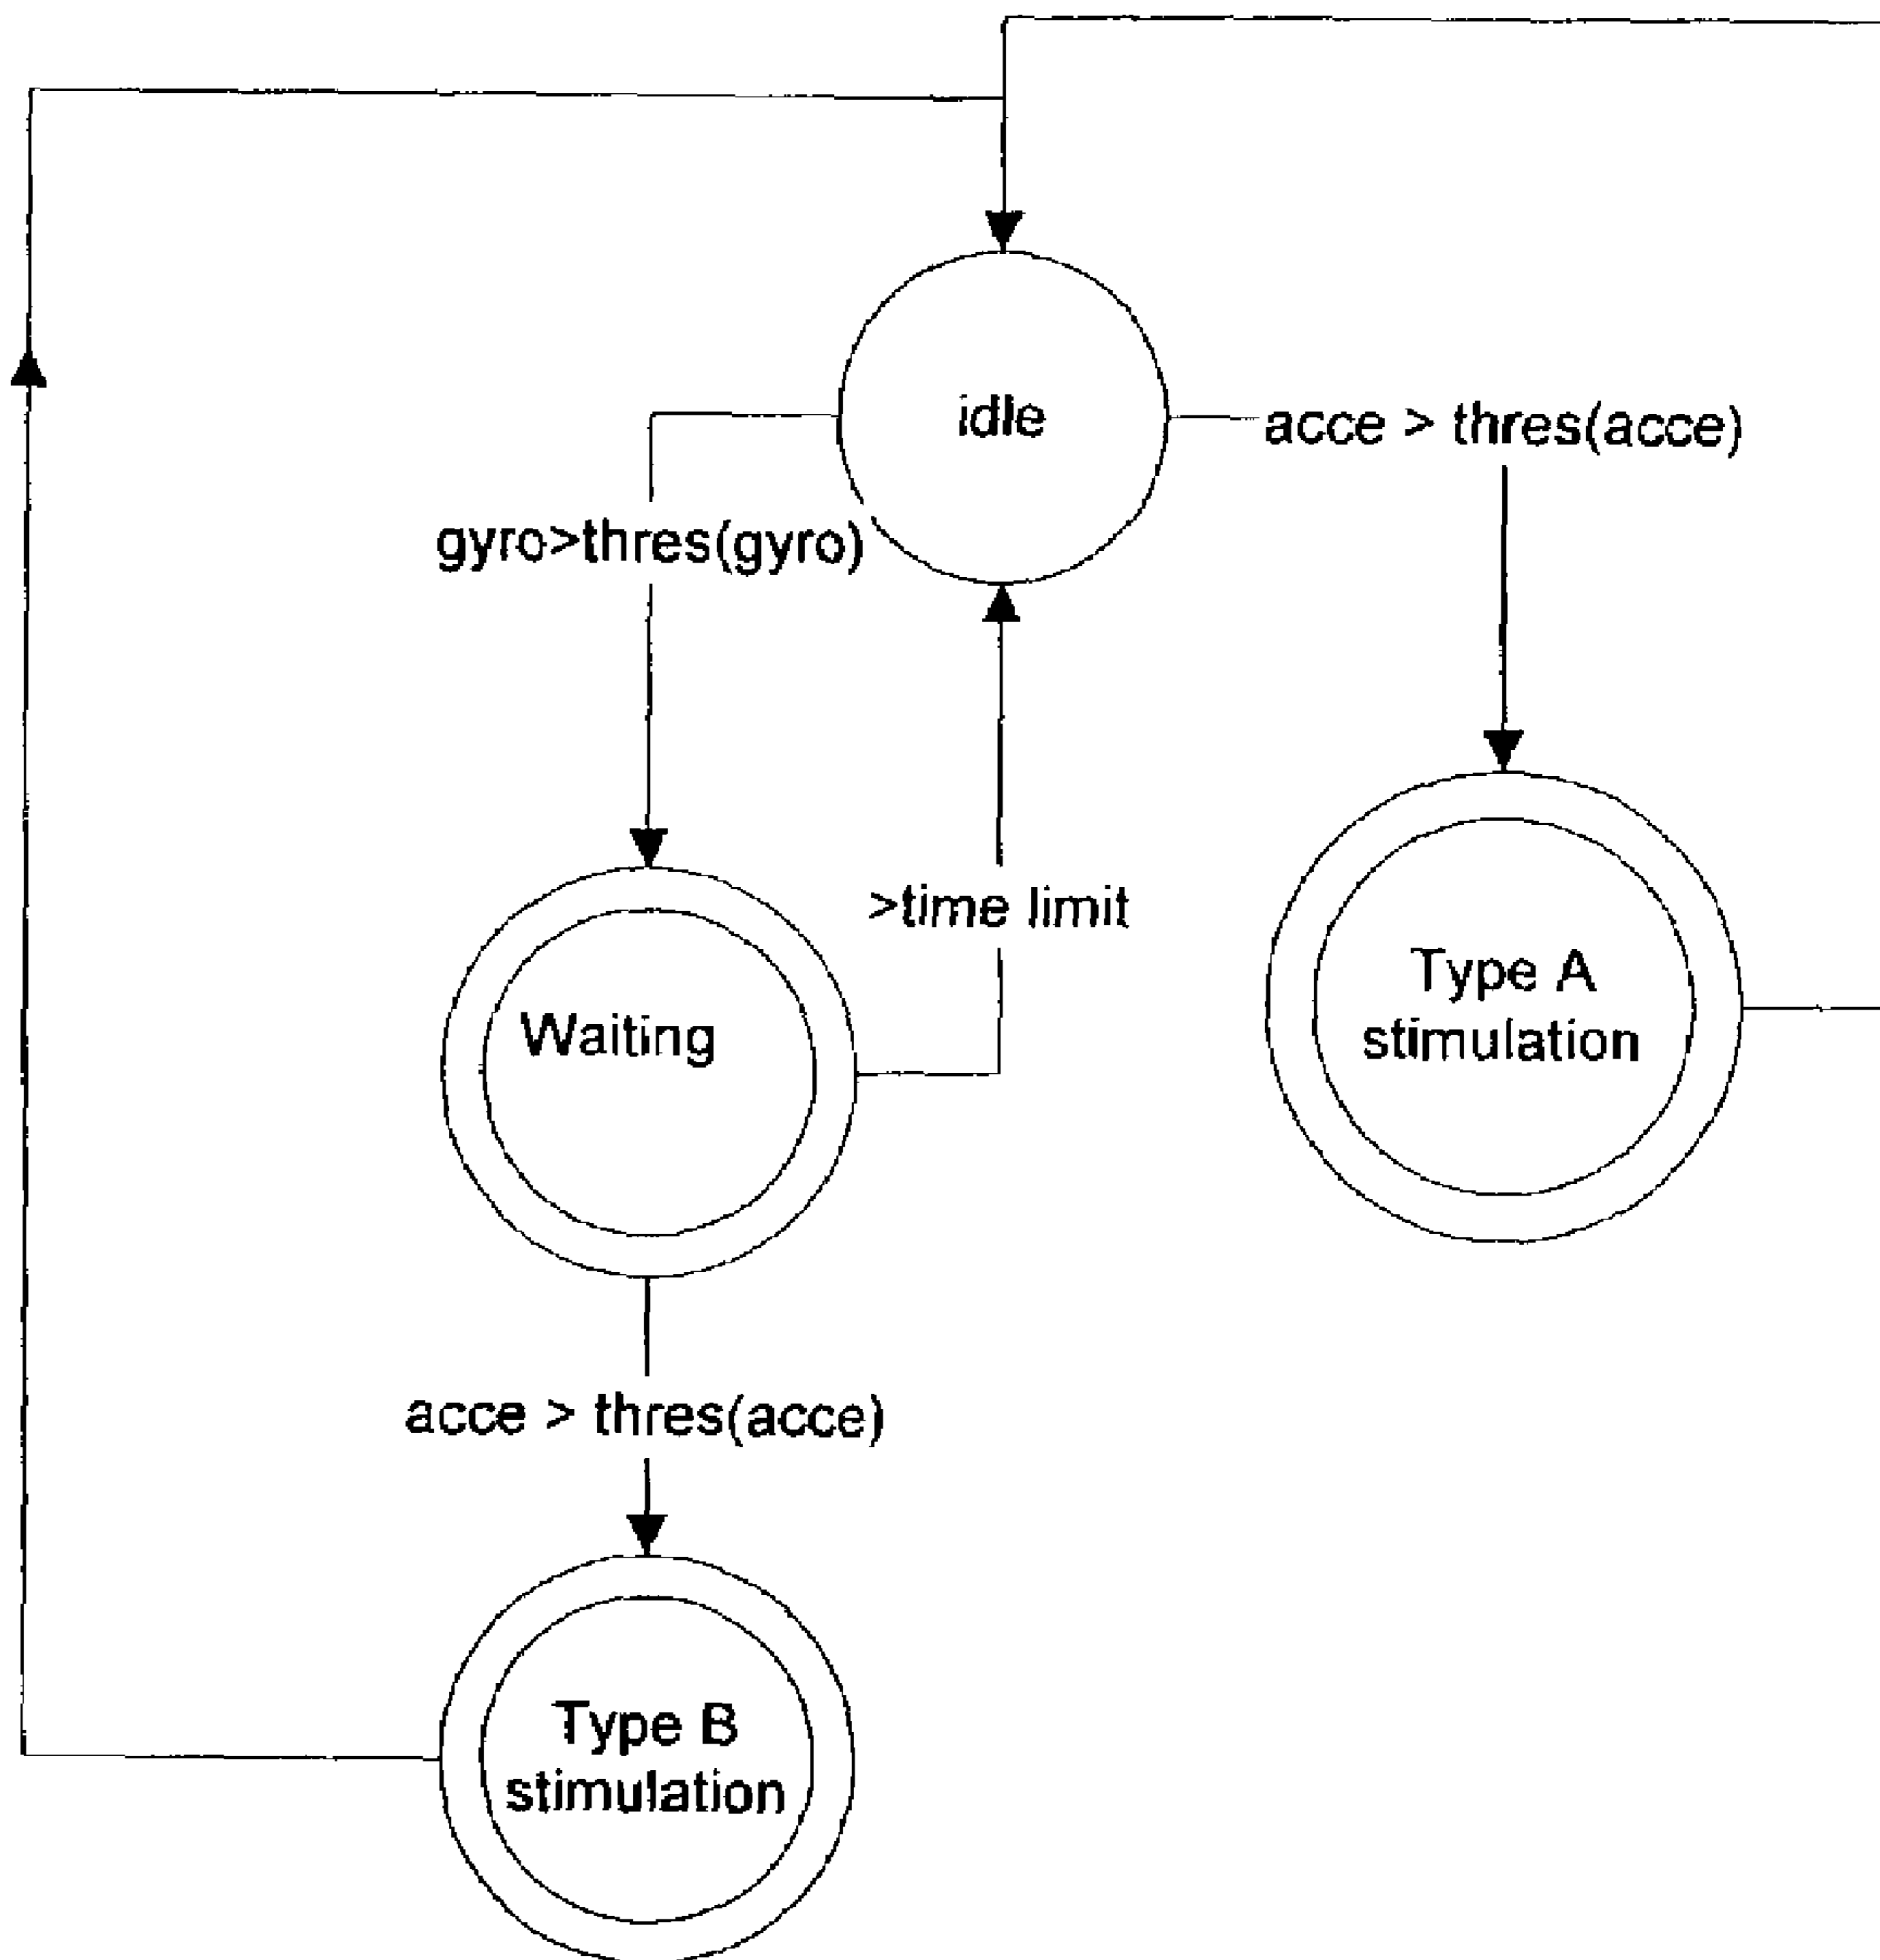 idle
acce > thres(acce)
gyro>thres(gyro)
>time limit
Type A
stimulation
Waiting
acce > thres(acce)
Type B
stimulation